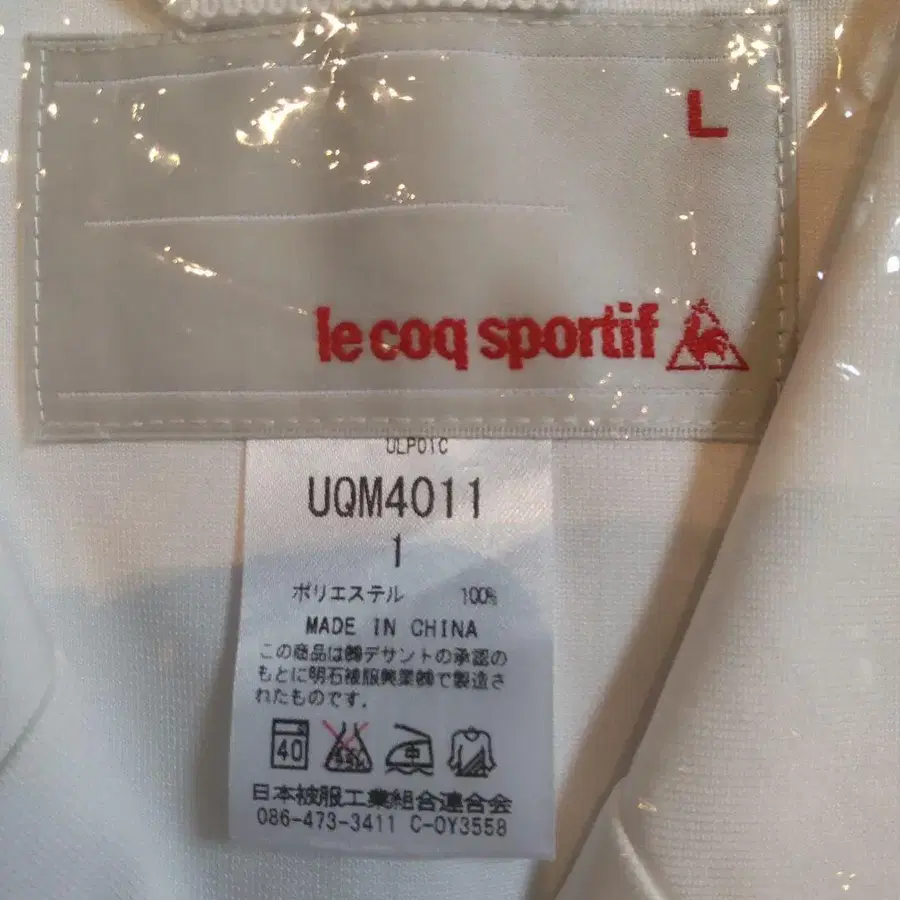 L
le coq sportif
ULP01C
UQM4011
1
ポリエステル 100%
MADE IN CHINA
この商品は㈱デサントの承認の
もとに明石被服興業㈱で製造さ
れたものです.
40
中
日本被服工業組合連合会
086-473-3411 C-OY3558